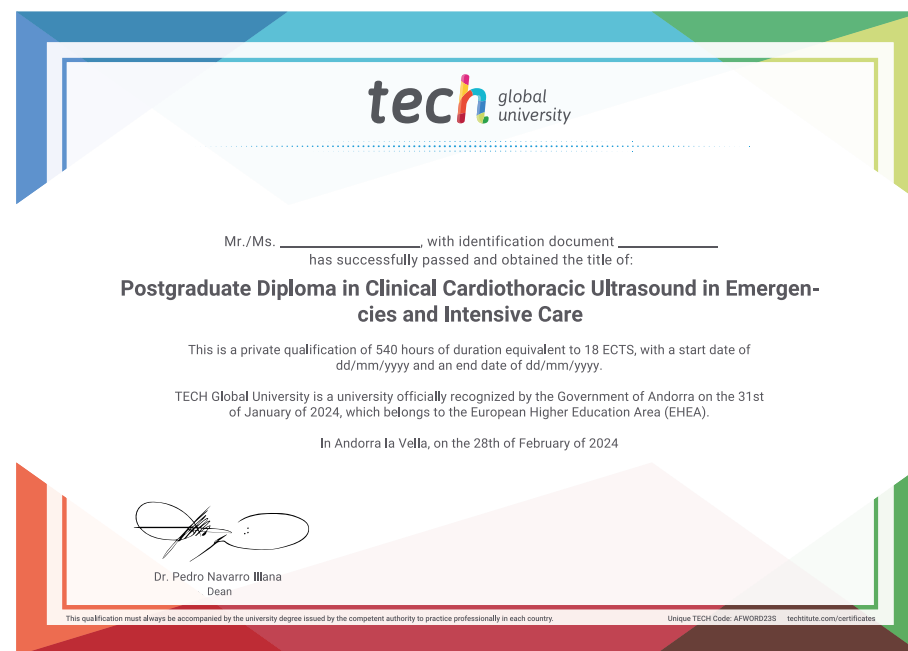 tech global university
Mr./Ms. ____________________, with identification document ______________
has successfully passed and obtained the title of:
Postgraduate Diploma in Clinical Cardiothoracic Ultrasound in Emergen-
cies and Intensive Care
This is a private qualification of 540 hours of duration equivalent to 18 ECTS, with a start date of
dd/mm/yyyy and an end date of dd/mm/yyyy.
TECH Global University is a university officially recognized by the Government of Andorra on the 31st
of January of 2024, which belongs to the European Higher Education Area (EHEA).
In Andorra la Vella, on the 28th of February of 2024
Dr. Pedro Navarro Illana
Dean
This qualification must always be accompanied by the university degree issued by the competent authority to practice professionally in each country.
Unique TECH Code: AFWORD23S techtitute.com/certificates